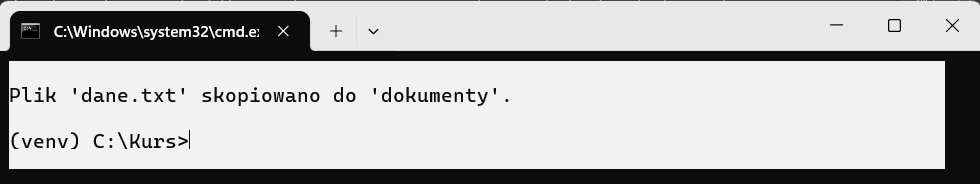 C:\Windows\system32\cmd.e
Plik 'dane.txt' skopiowano do 'dokumenty'.
(venv) C:\Kurs>